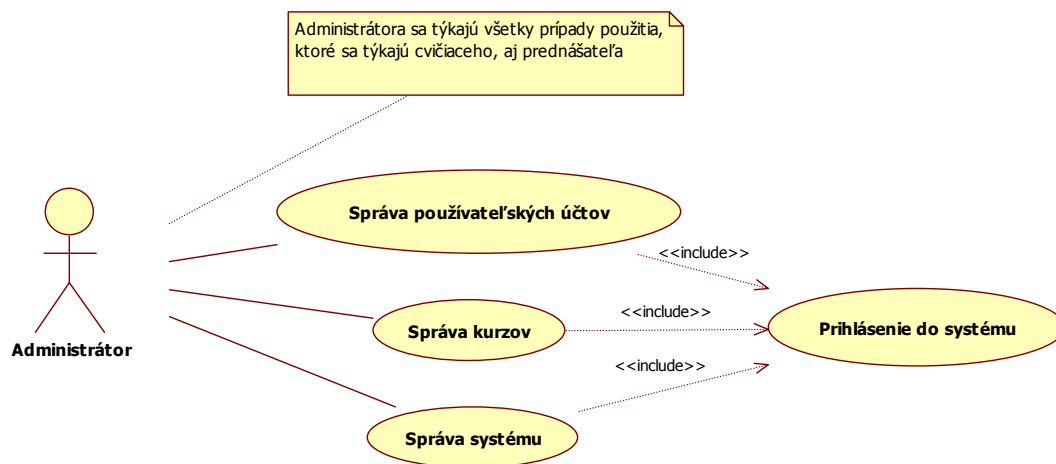 Administrátora sa týkajú všetky prípady použitia,
ktoré sa týkajú cvičiaceho, aj prednášateľa
Správa používateľských účtov
<<include>>
<<include>>
Správa kurzov
Prihlásenie do systému
Administrátor
<<include>>
Správa systému